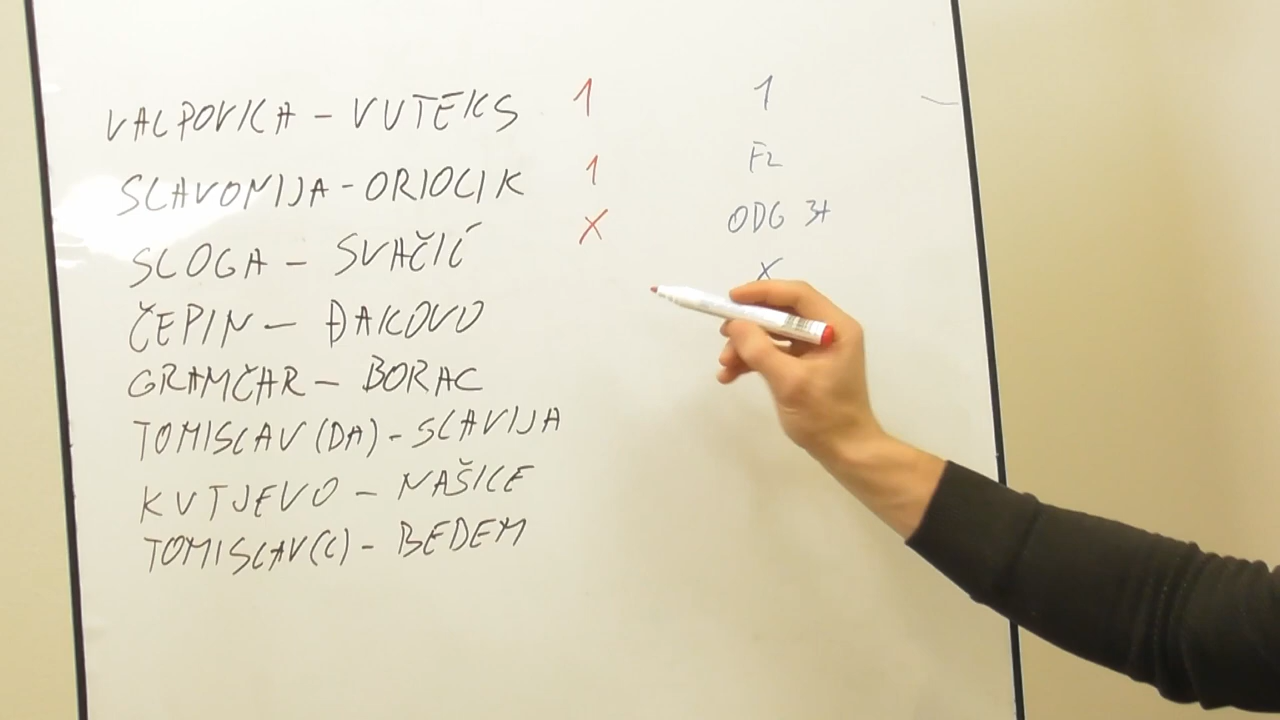 VALPOVKA - VUTEKS 1 1
SLAVONIJA - ORIOLIK 1 F2
SLOGA - SVAČIĆ X ODG 3+
ČEPIN - ĐAKOVO X
GRANIČAR - BORAC
TOMISLAV (DA) - SLAVIJA
KUTJEVO - NAŠICE
TOMISLAV (C) - BEDEM